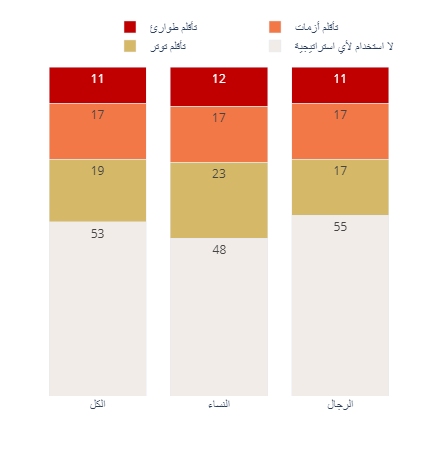 تأقلم أزمات
تأقلم طوارئ
لا استخدام لأي استراتيجية
تأقلم توتر
11 12 11
17 17 17
19 23 17
53 48 55
الكل النساء الرجال